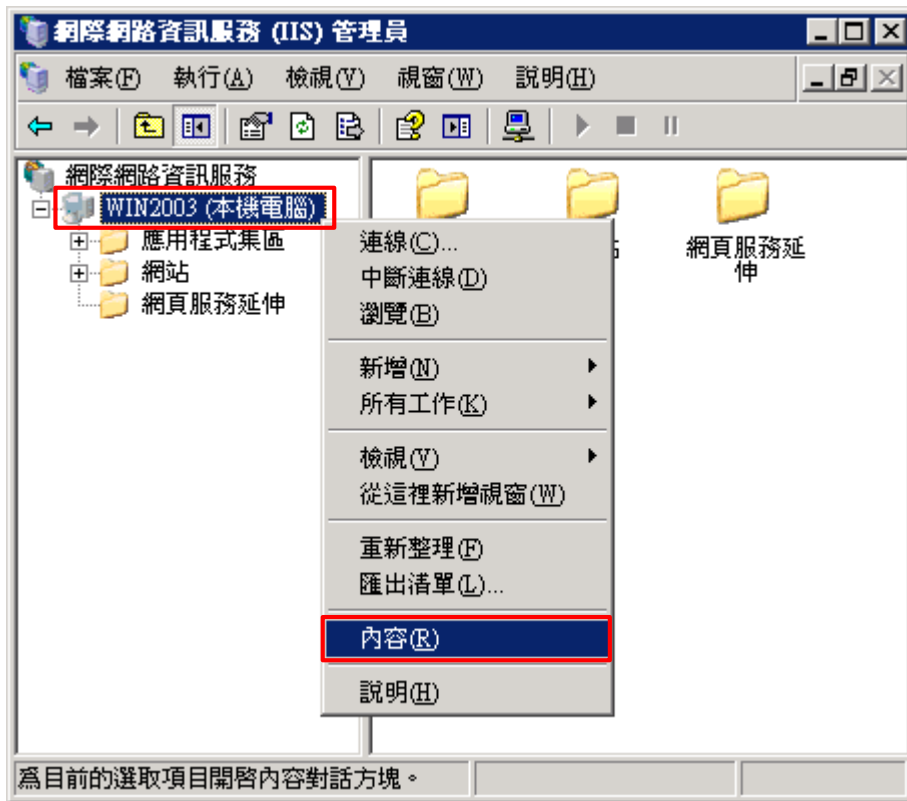 網際網路資訊服務 (IIS) 管理員
檔案(F) 執行(A) 檢視(V) 視窗(W) 說明(H)
網際網路資訊服務
WIN2003 (本機電腦)
應用程式集區
網站
網頁服務延伸
連線(C)...
中斷連線(D)
瀏覽(B)
新增(N)
所有工作(K)
檢視(V)
從這裡新增視窗(W)
重新整理(F)
匯出清單(L)...
內容(R)
說明(H)
網頁服務延
伸
為目前的選取項目開啟內容對話方塊。